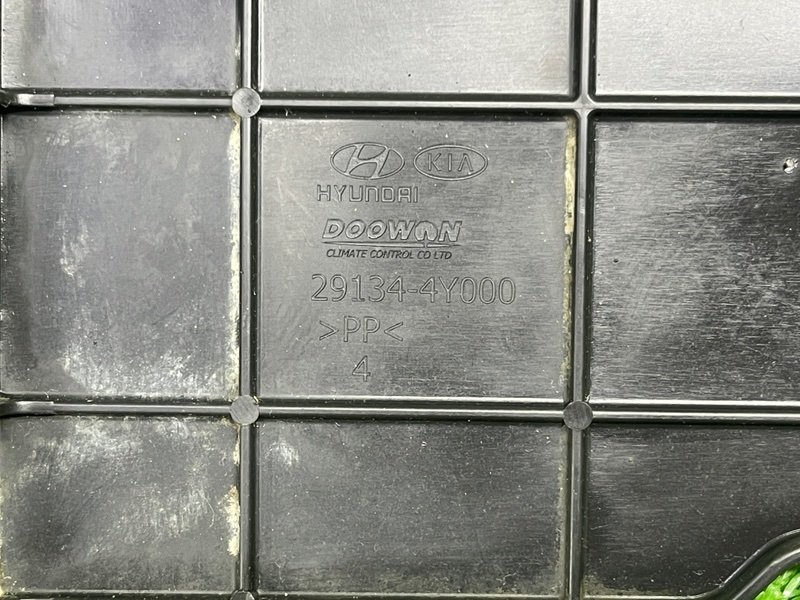 KIA
HYUNDAI
DOOWON
CLIMATE CONTROL CO LTD
29134-4Y000
>PP<
4